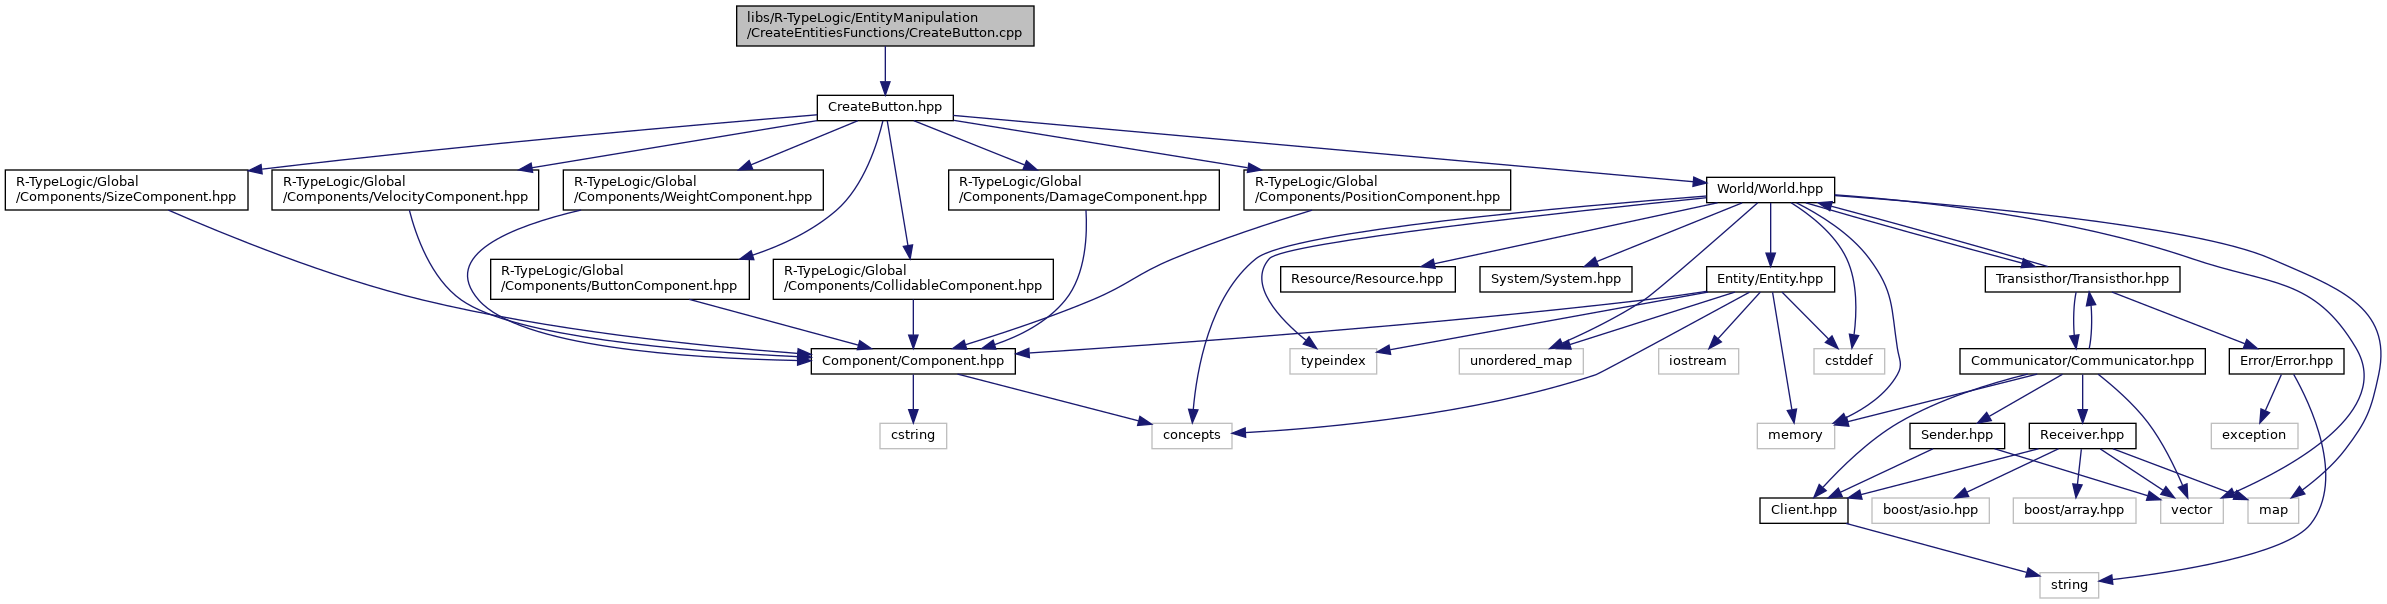 libs/R-TypeLogic/EntityManipulation
/CreateEntitiesFunctions/CreateButton.cpp
CreateButton.hpp
R-TypeLogic/Global
/Components/SizeComponent.hpp
R-TypeLogic/Global
/Components/VelocityComponent.hpp
R-TypeLogic/Global
/Components/WeightComponent.hpp
R-TypeLogic/Global
/Components/DamageComponent.hpp
R-TypeLogic/Global
/Components/PositionComponent.hpp
World/World.hpp
R-TypeLogic/Global
/Components/ButtonComponent.hpp
R-TypeLogic/Global
/Components/CollidableComponent.hpp
Resource/Resource.hpp
System/System.hpp
Entity/Entity.hpp
Transisthor/Transisthor.hpp
Component/Component.hpp
typeindex
unordered_map
iostream
cstddef
Communicator/Communicator.hpp
Error/Error.hpp
cstring
concepts
memory
Sender.hpp
Receiver.hpp
exception
Client.hpp
boost/asio.hpp
boost/array.hpp
vector
map
string